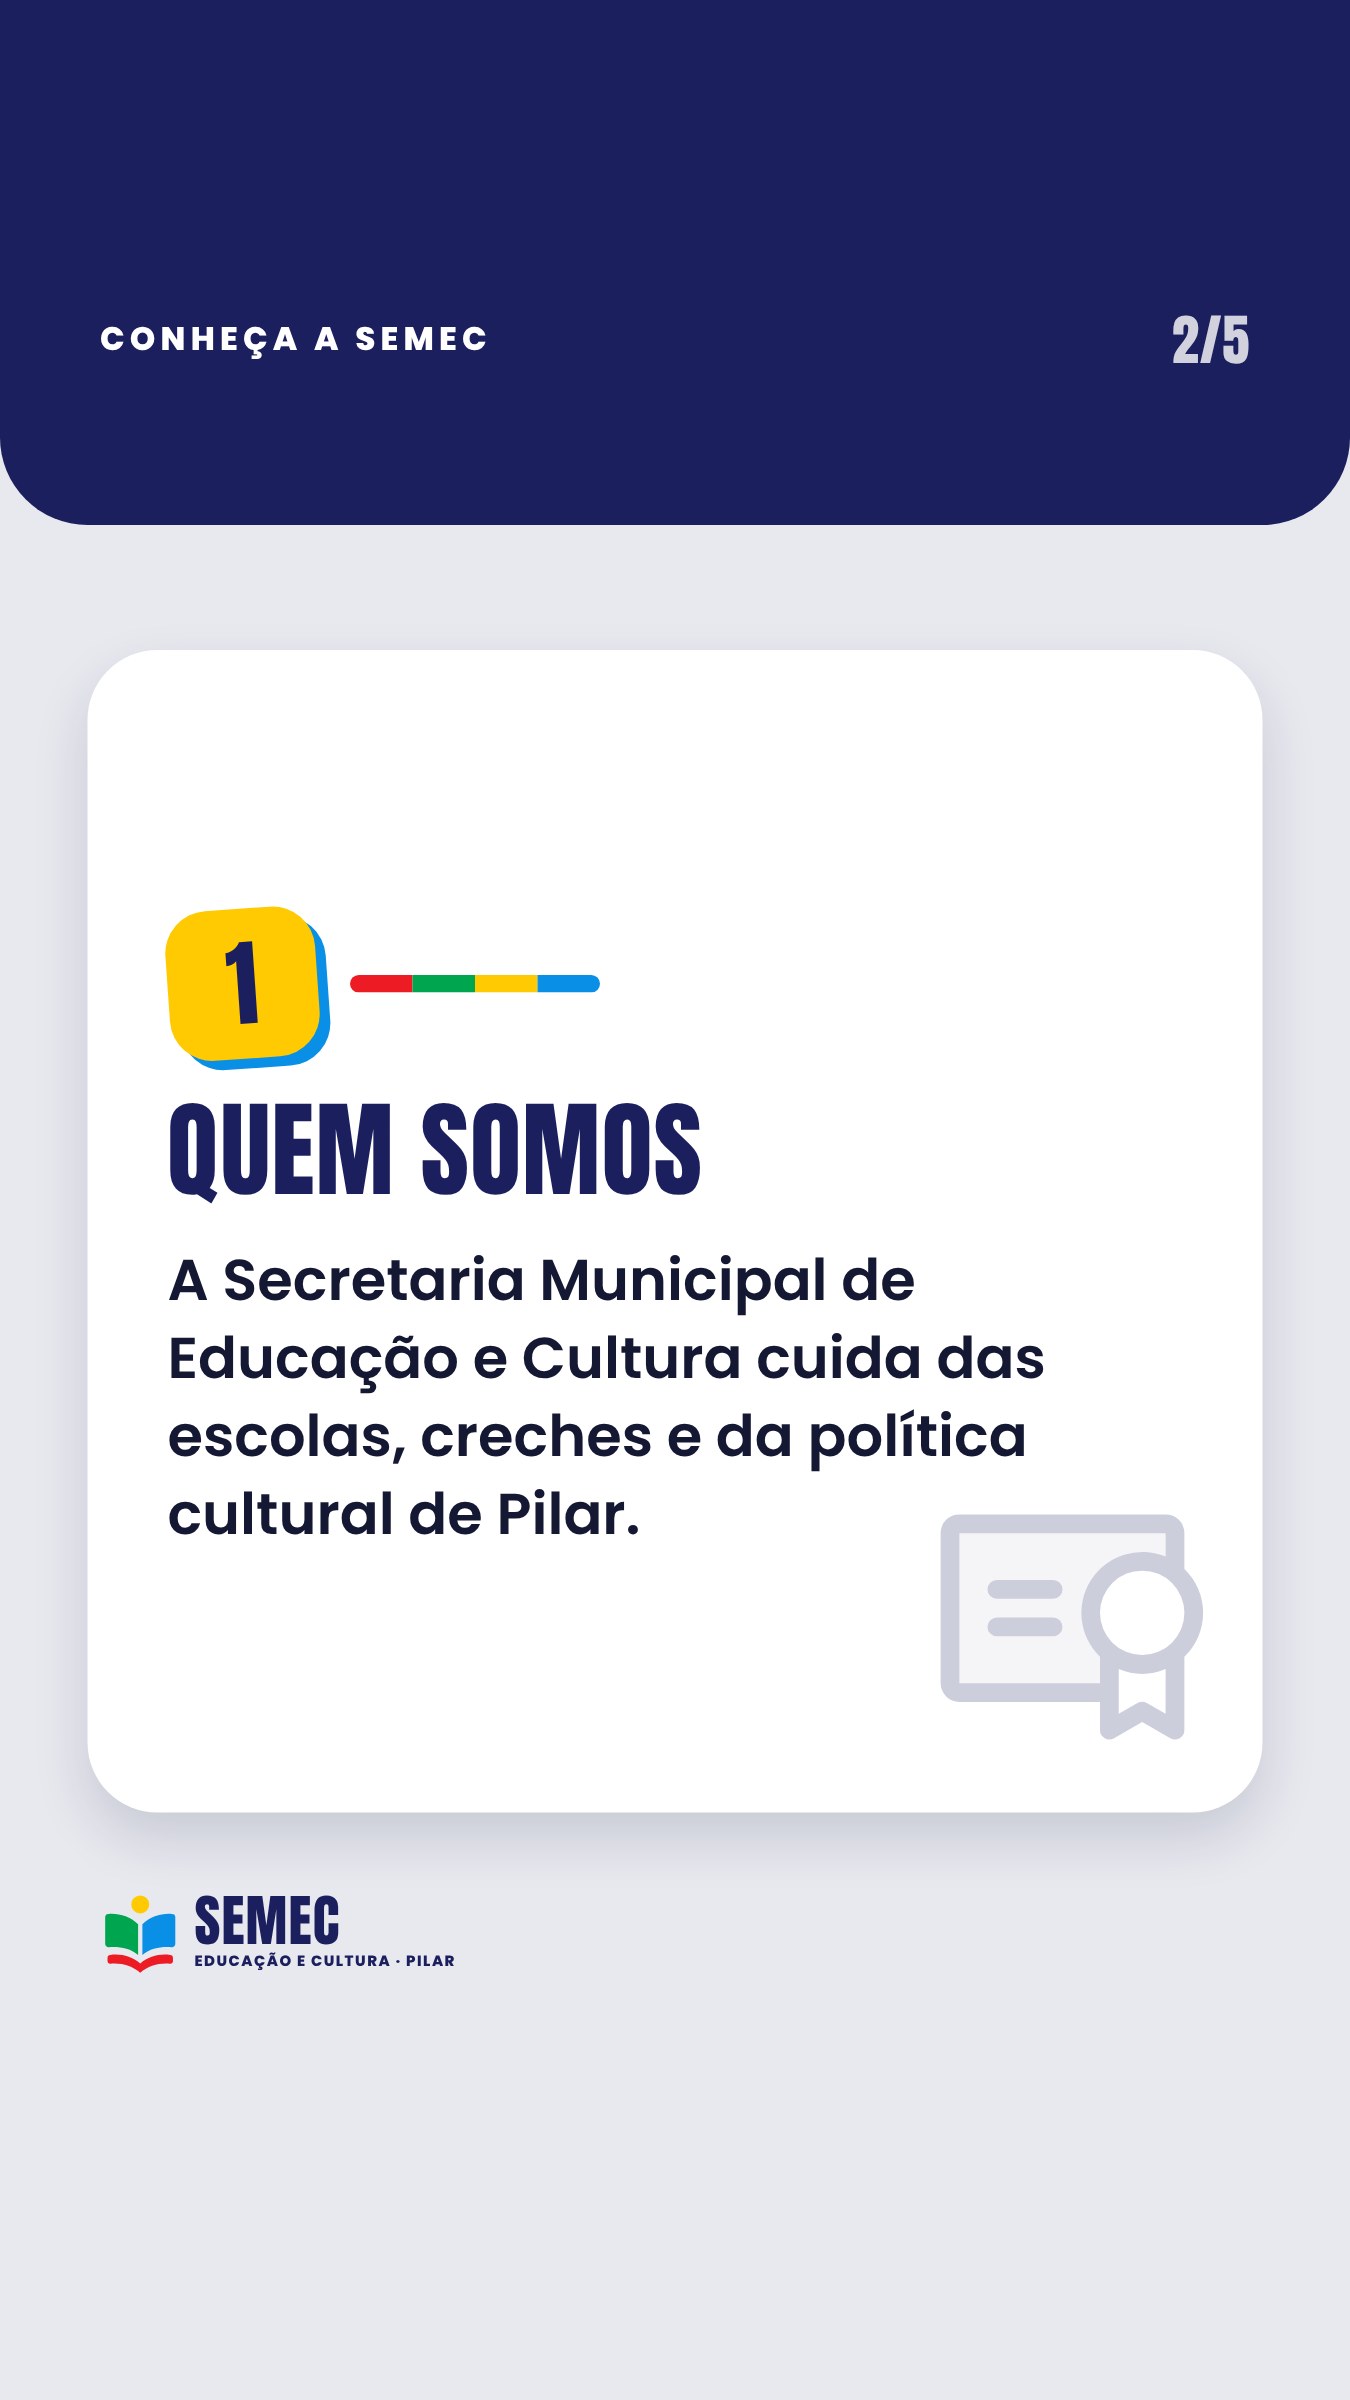 CONHEÇA A SEMEC
2/5
1
QUEM SOMOS
A Secretaria Municipal de
Educação e Cultura cuida das
escolas, creches e da política
cultural de Pilar.
SEMEC
EDUCAÇÃO E CULTURA · PILAR